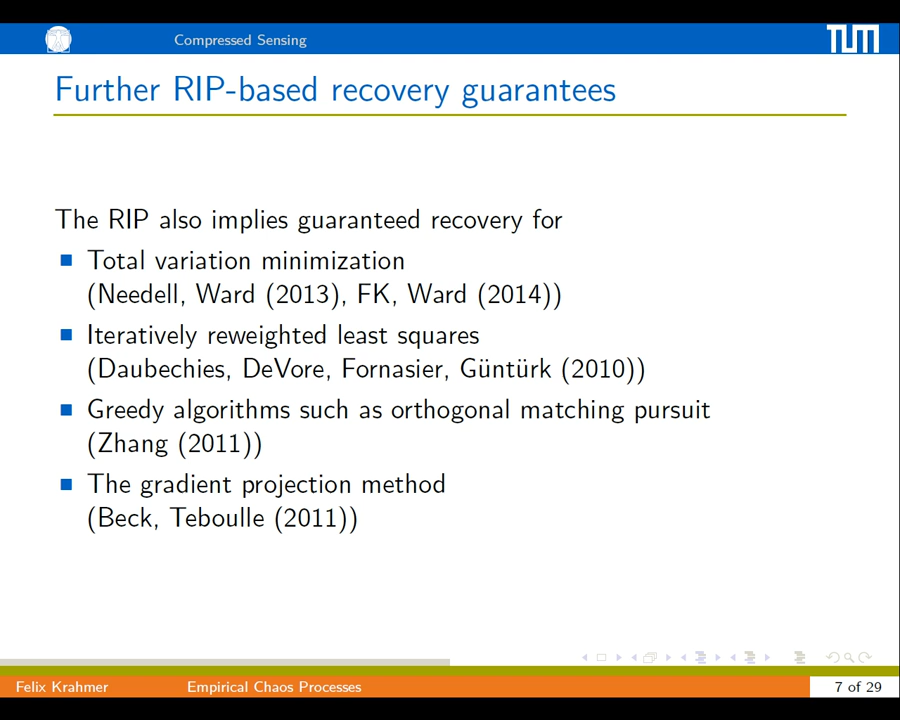 Compressed Sensing
TUM
Further RIP-based recovery guarantees
The RIP also implies guaranteed recovery for
Total variation minimization
(Needell, Ward (2013), FK, Ward (2014))
Iteratively reweighted least squares
(Daubechies, DeVore, Fornasier, Güntürk (2010))
Greedy algorithms such as orthogonal matching pursuit
(Zhang (2011))
The gradient projection method
(Beck, Teboulle (2011))
Felix Krahmer
Empirical Chaos Processes
7 of 29